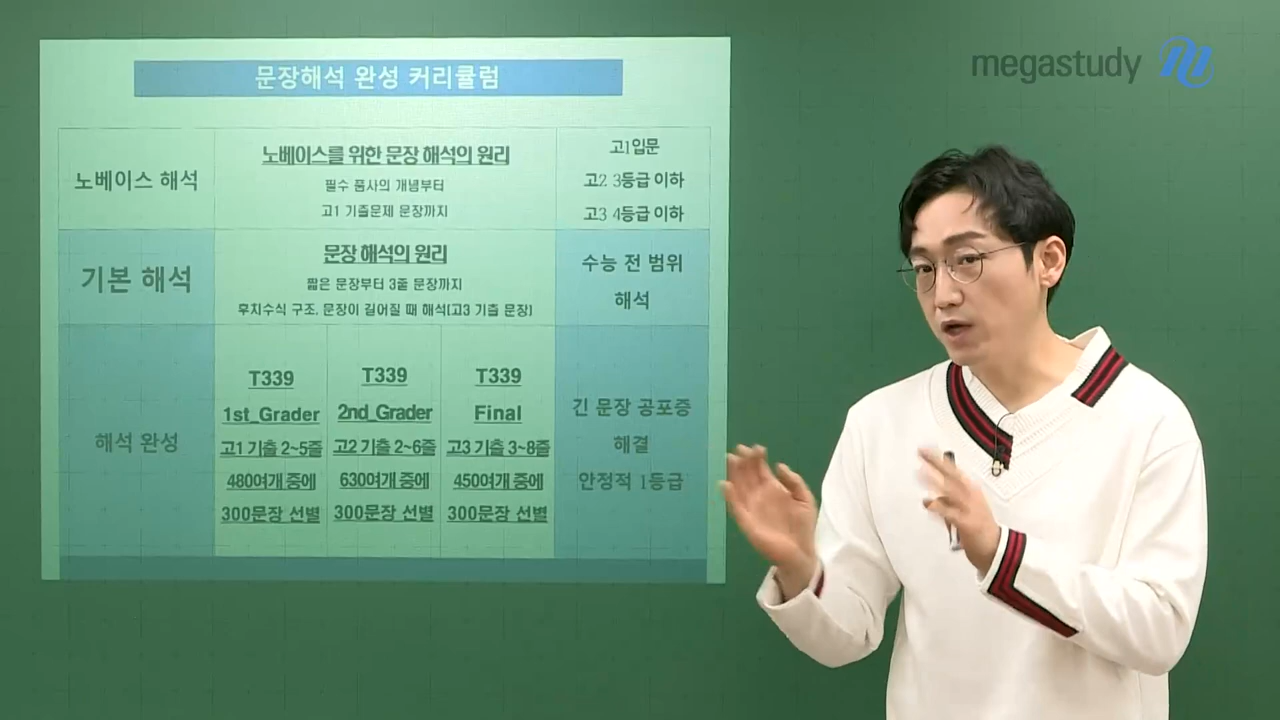 megastudy
문장해석 완성 커리큘럼
노베이스 해석
노베이스를 위한 문장 해석의 원리
필수 품사의 개념부터
고1 기출문제 문장까지
고1입문
고2 3등급 이하
고3 4등급 이하
기본 해석
문장 해석의 원리
짧은 문장부터 3줄 문장까지
후치수식 구조, 문장이 길어질 때 해석(고3 기출 문장)
수능 전 범위
해석
해석 완성
T339
1st_Grader
고1 기출 2~5줄
480여개 중에
300문장 선별
T339
2nd_Grader
고2 기출 2~6줄
630여개 중에
300문장 선별
T339
Final
고3 기출 3~8줄
450여개 중에
300문장 선별
긴 문장 공포증
해결
안정적 1등급